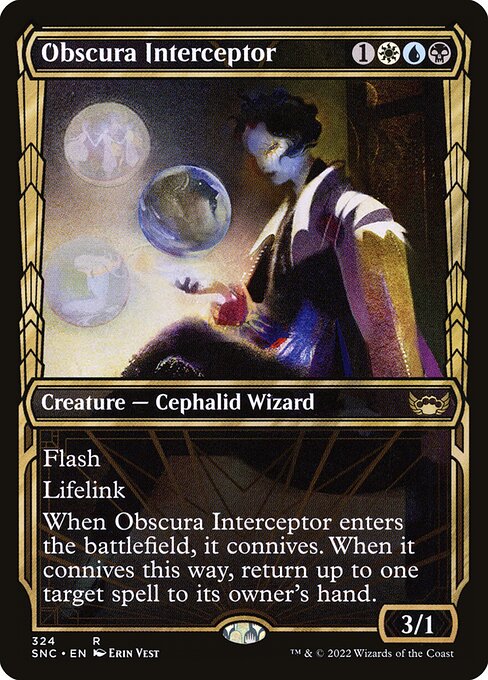 Obscura Interceptor 1
Creature — Cephalid Wizard
Flash
Lifelink
When Obscura Interceptor enters
the battlefield, it connives. When it
connives this way, return up to one
target spell to its owner's hand.
3/1
324 R
SNC • EN Erin Vest
™ & © 2022 Wizards of the Coast